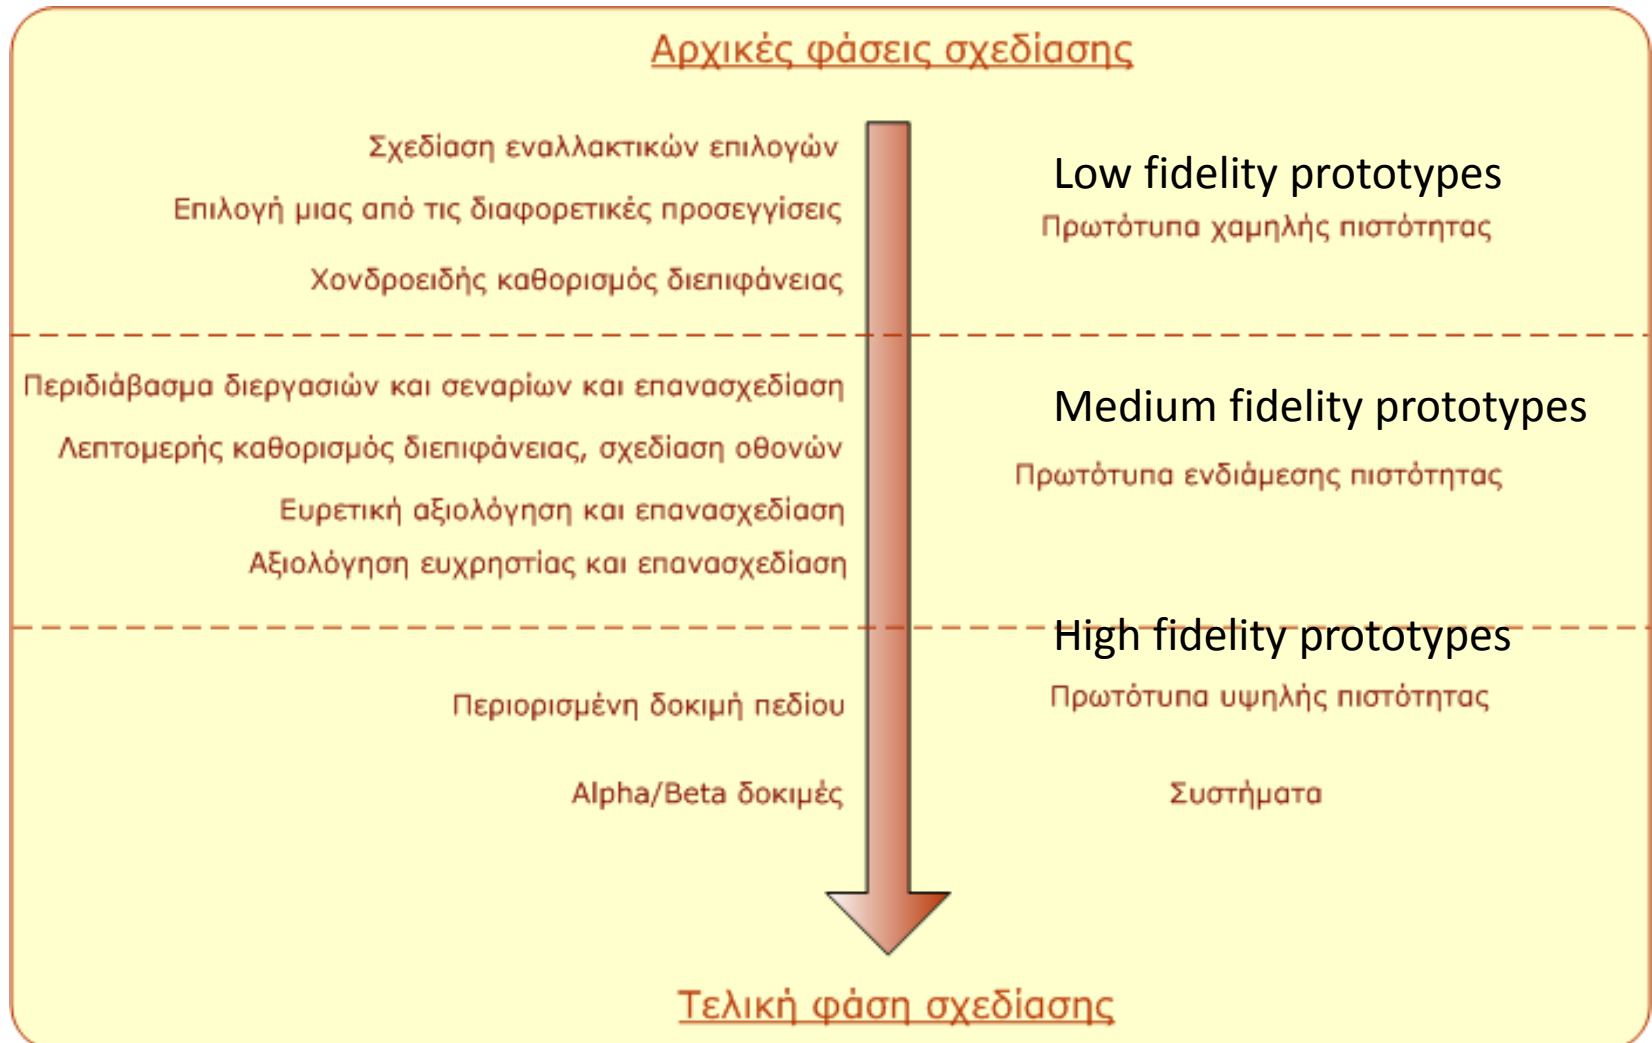 Αρχικές φάσεις σχεδίασης
Σχεδίαση εναλλακτικών επιλογών
Επιλογή μιας από τις διαφορετικές προσεγγίσεις
Χονδροειδής καθορισμός διεπιφάνειας
Low fidelity prototypes
Πρωτότυπα χαμηλής πιστότητας
Περιδιάβασμα διεργασιών και σεναρίων και επανασχεδίαση
Λεπτομερής καθορισμός διεπιφάνειας, σχεδίαση οθονών
Ευρετική αξιολόγηση και επανασχεδίαση
Αξιολόγηση ευχρηστίας και επανασχεδίαση
Medium fidelity prototypes
Πρωτότυπα ενδιάμεσης πιστότητας
High fidelity prototypes
Περιορισμένη δοκιμή πεδίου
Πρωτότυπα υψηλής πιστότητας
Alpha/Beta δοκιμές
Συστήματα
Τελική φάση σχεδίασης